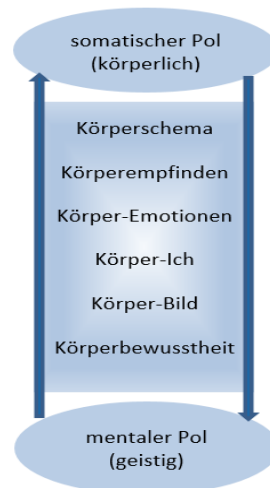 somatischer Pol
(körperlich)
Körperschema
Körperempfinden
Körper-Emotionen
Körper-Ich
Körper-Bild
Körperbewusstheit
mentaler Pol
(geistig)